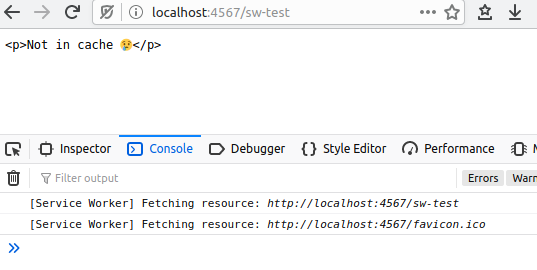 localhost:4567/sw-test
<p>Not in cache 😢</p>
Inspector Console Debugger Style Editor Performance
Filter output Errors
[Service Worker] Fetching resource: http://localhost:4567/sw-test
[Service Worker] Fetching resource: http://localhost:4567/favicon.ico